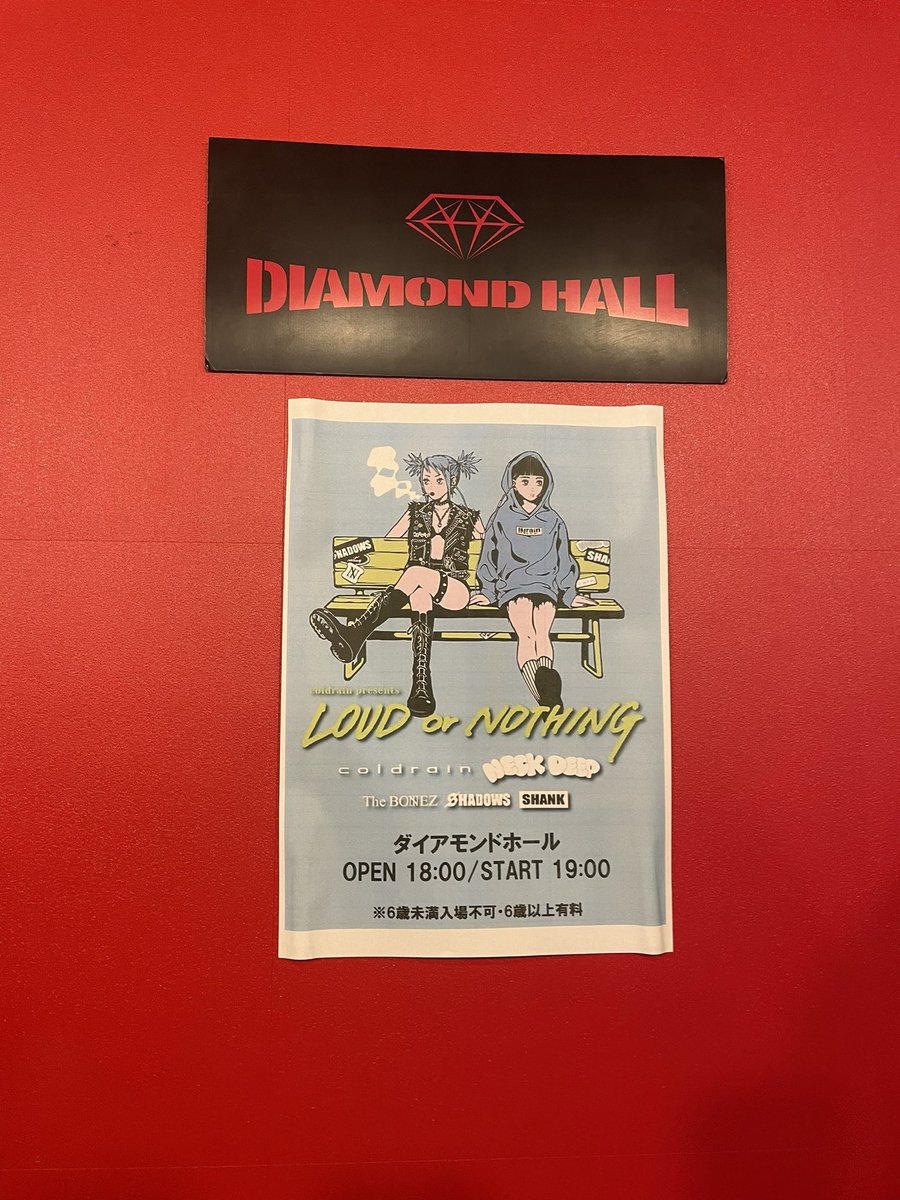 DIAMOND HALL
SHADOWS
coldrain presents
LOUD or NOTHING
coldrain NECK DEEP
The BONEZ SHADOWS SHANK
ダイアモンドホール
OPEN 18:00/START 19:00
※6歳未満入場不可・6歳以上有料